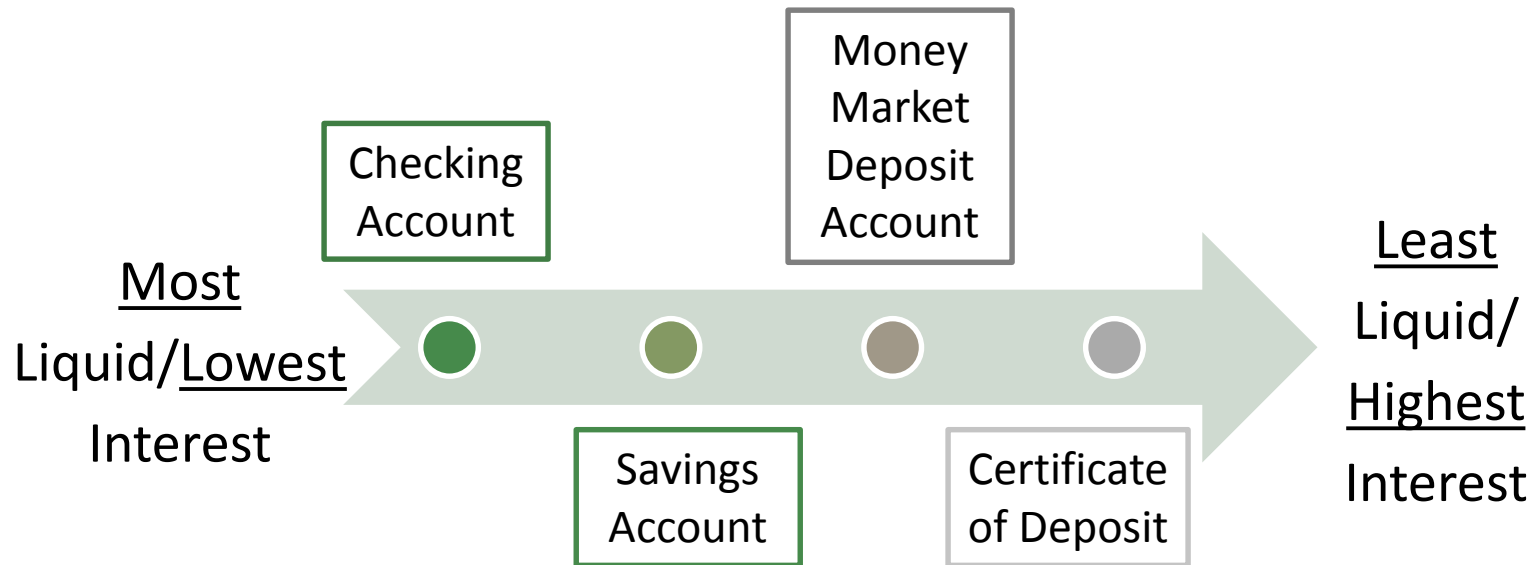 Most
Liquid/Lowest
Interest
Checking
Account
Savings
Account
Money
Market
Deposit
Account
Certificate
of Deposit
Least
Liquid/
Highest
Interest